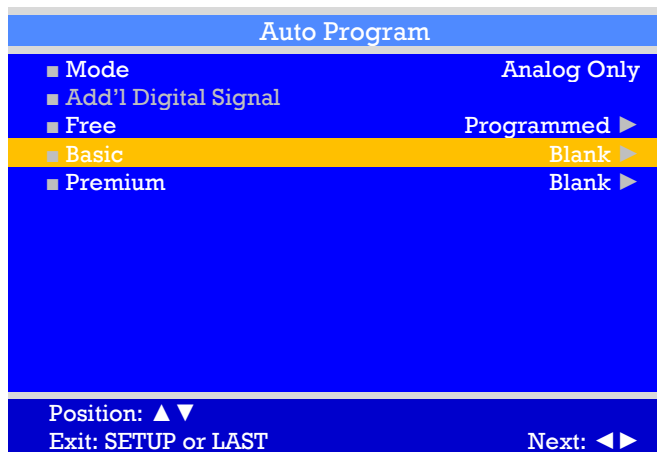 Auto Program
■ Mode Analog Only
■ Add'l Digital Signal
■ Free Programmed ►
■ Basic Blank ►
■ Premium Blank ►
Position: ▲▼
Exit: SETUP or LAST Next: ◄►